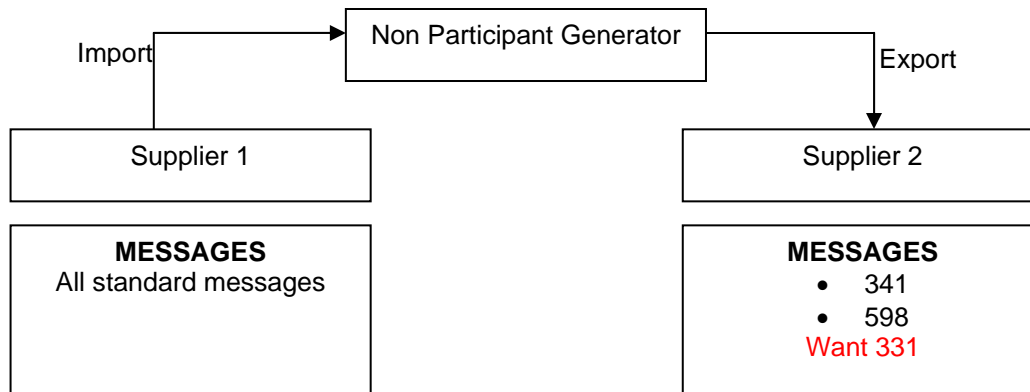 Non Participant Generator
Import
Export
Supplier 1
Supplier 2
MESSAGES
All standard messages
MESSAGES
• 341
• 598
Want 331